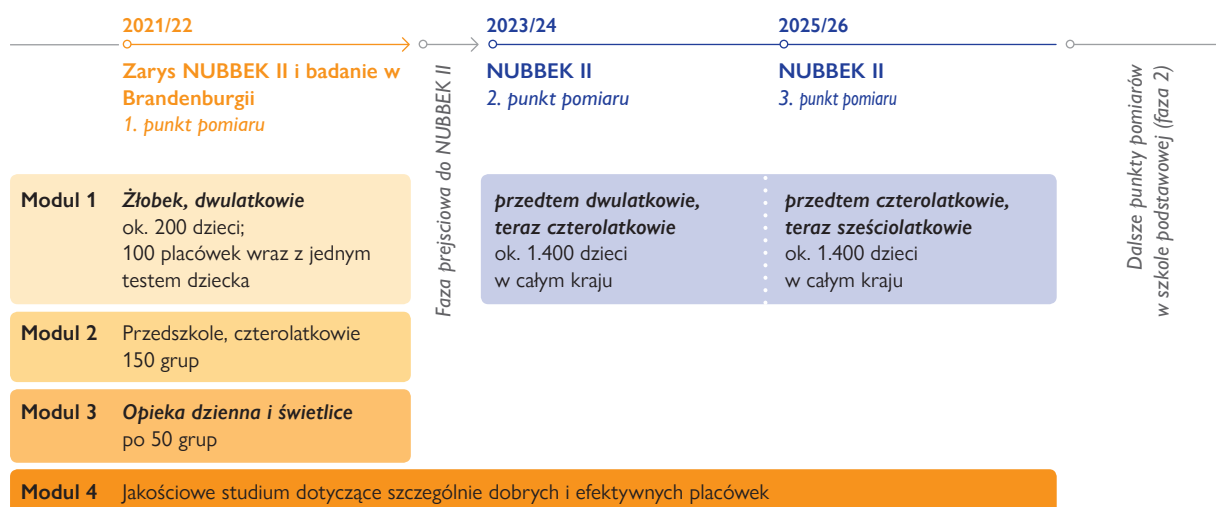 2021/22
Zarys NUBBEK II i badanie w
Brandenburgii
1. punkt pomiaru
Faza prejsciowa do NUBBEK II
2023/24
NUBBEK II
2. punkt pomiaru
2025/26
NUBBEK II
3. punkt pomiaru
Dalsze punkty pomiarów
w szkole podstawowej (faza 2)
Modul 1
Żłobek, dwulatkowie
ok. 200 dzieci;
100 placówek wraz z jednym
testem dziecka
przedtem dwulatkowie,
teraz czterolatkowie
ok. 1.400 dzieci
w całym kraju
przedtem czterolatkowie,
teraz sześciolatkowie
ok. 1.400 dzieci
w całym kraju
Modul 2
Przedszkole, czterolatkowie
150 grup
Modul 3
Opieka dzienna i świetlice
po 50 grup
Modul 4
Jakościowe studium dotyczące szczególnie dobrych i efektywnych placówek